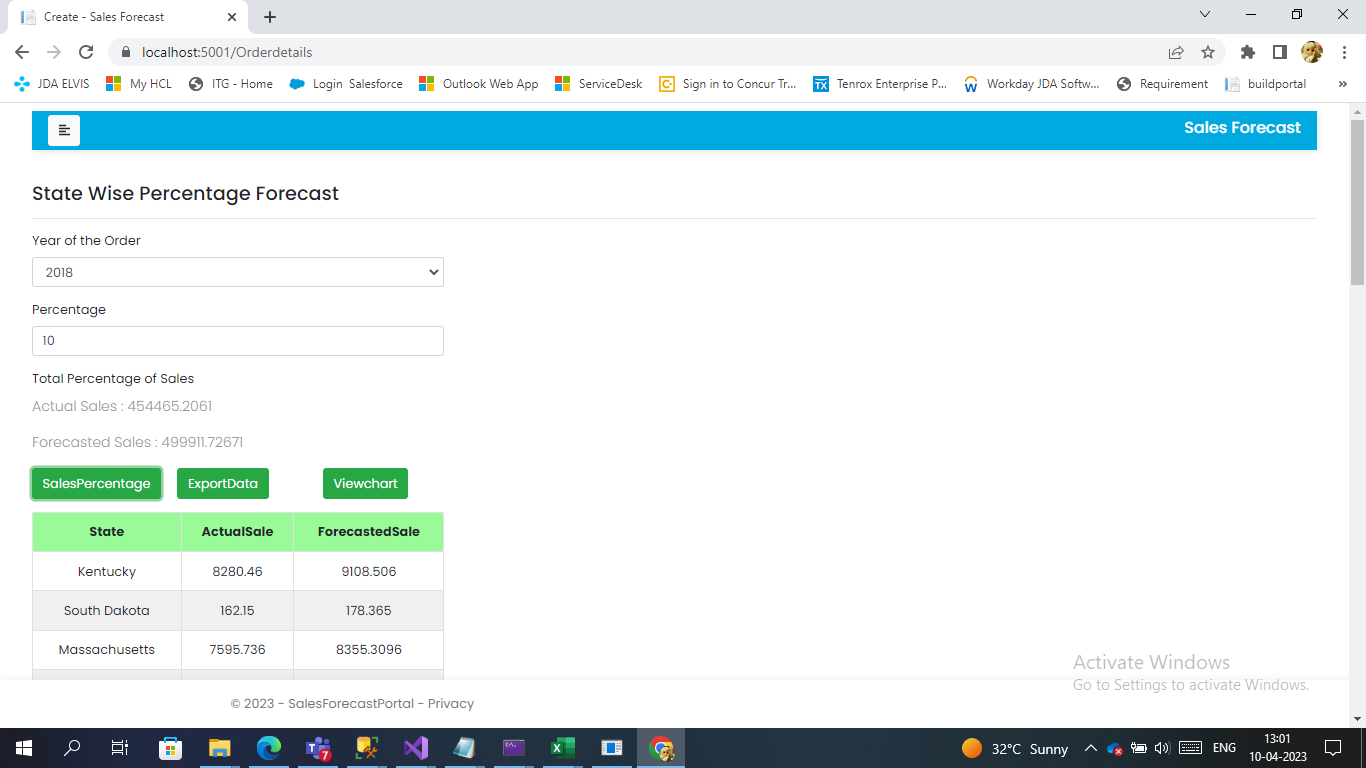 Create - Sales Forecast
localhost:5001/Orderdetails
JDA ELVIS My HCL ITG - Home Login Salesforce Outlook Web App ServiceDesk Sign in to Concur Tr... Tenrox Enterprise P... Workday JDA Softw... Requirement buildportal »
Sales Forecast
State Wise Percentage Forecast
Year of the Order
2018
Percentage
10
Total Percentage of Sales
Actual Sales : 454465.2061
Forecasted Sales : 499911.72671
SalesPercentage ExportData Viewchart
State ActualSale ForecastedSale
Kentucky 8280.46 9108.506
South Dakota 162.15 178.365
Massachusetts 7595.736 8355.3096
Activate Windows
Go to Settings to activate Windows.
© 2023 - SalesForecastPortal - Privacy
7
32°C Sunny
ENG
13:01
10-04-2023